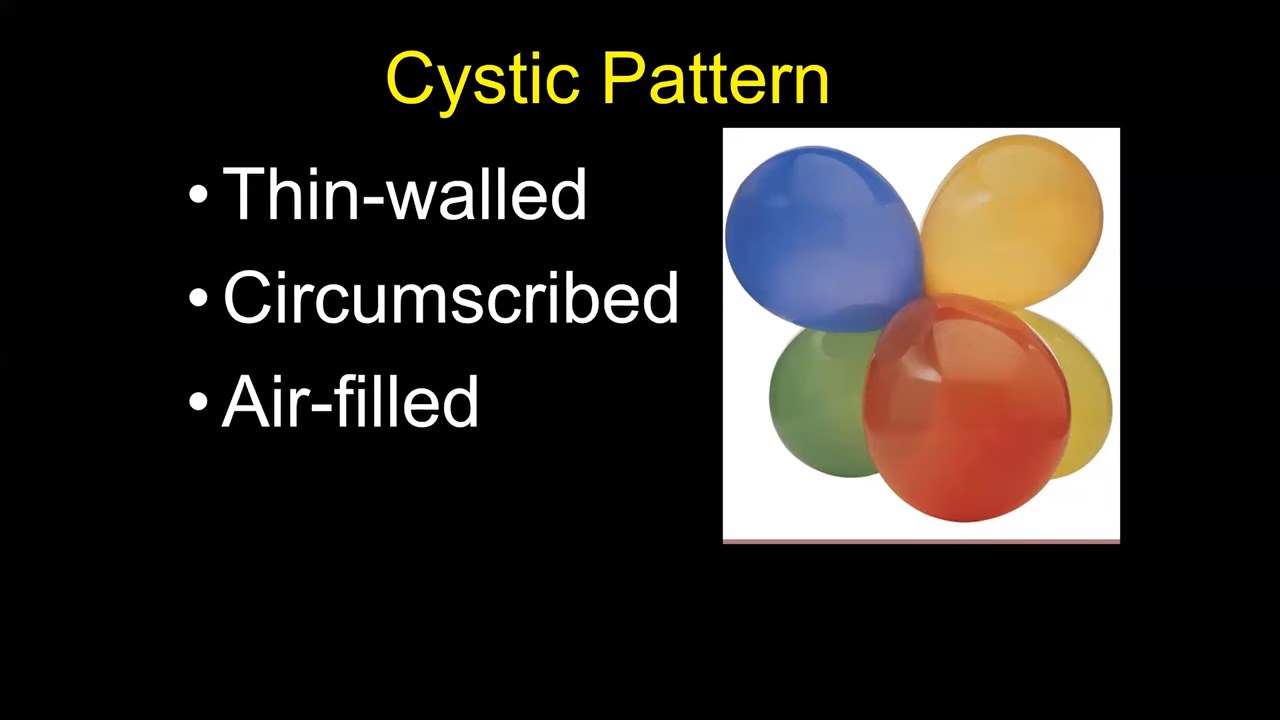 Cystic Pattern
• Thin-walled
• Circumscribed
• Air-filled